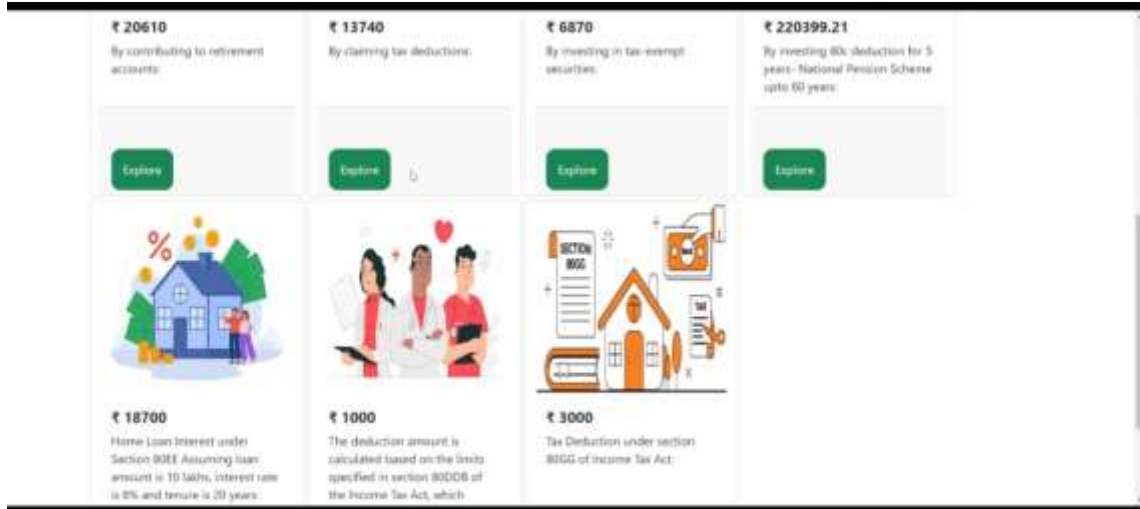 ₹ 20610
By contributing to retirement
accounts:
Explore
₹ 13740
By claiming tax deductions:
Explore
₹ 6870
By investing in tax-exempt
securities:
Explore
₹ 220399.21
By investing 80c deduction for 5
years- National Pension Scheme
upto 60 years:
Explore
%
₹ 18700
Home Loan Interest under
Section 80EE Assuming loan
amount is 10 lakhs, interest rate
is 8% and tenure is 20 years:
₹ 1000
The deduction amount is
calculated based on the limits
specified in section 80DDB of
the Income Tax Act, which
SECTION
80GG
₹ 3000
Tax Deduction under section
80GG of Income Tax Act: